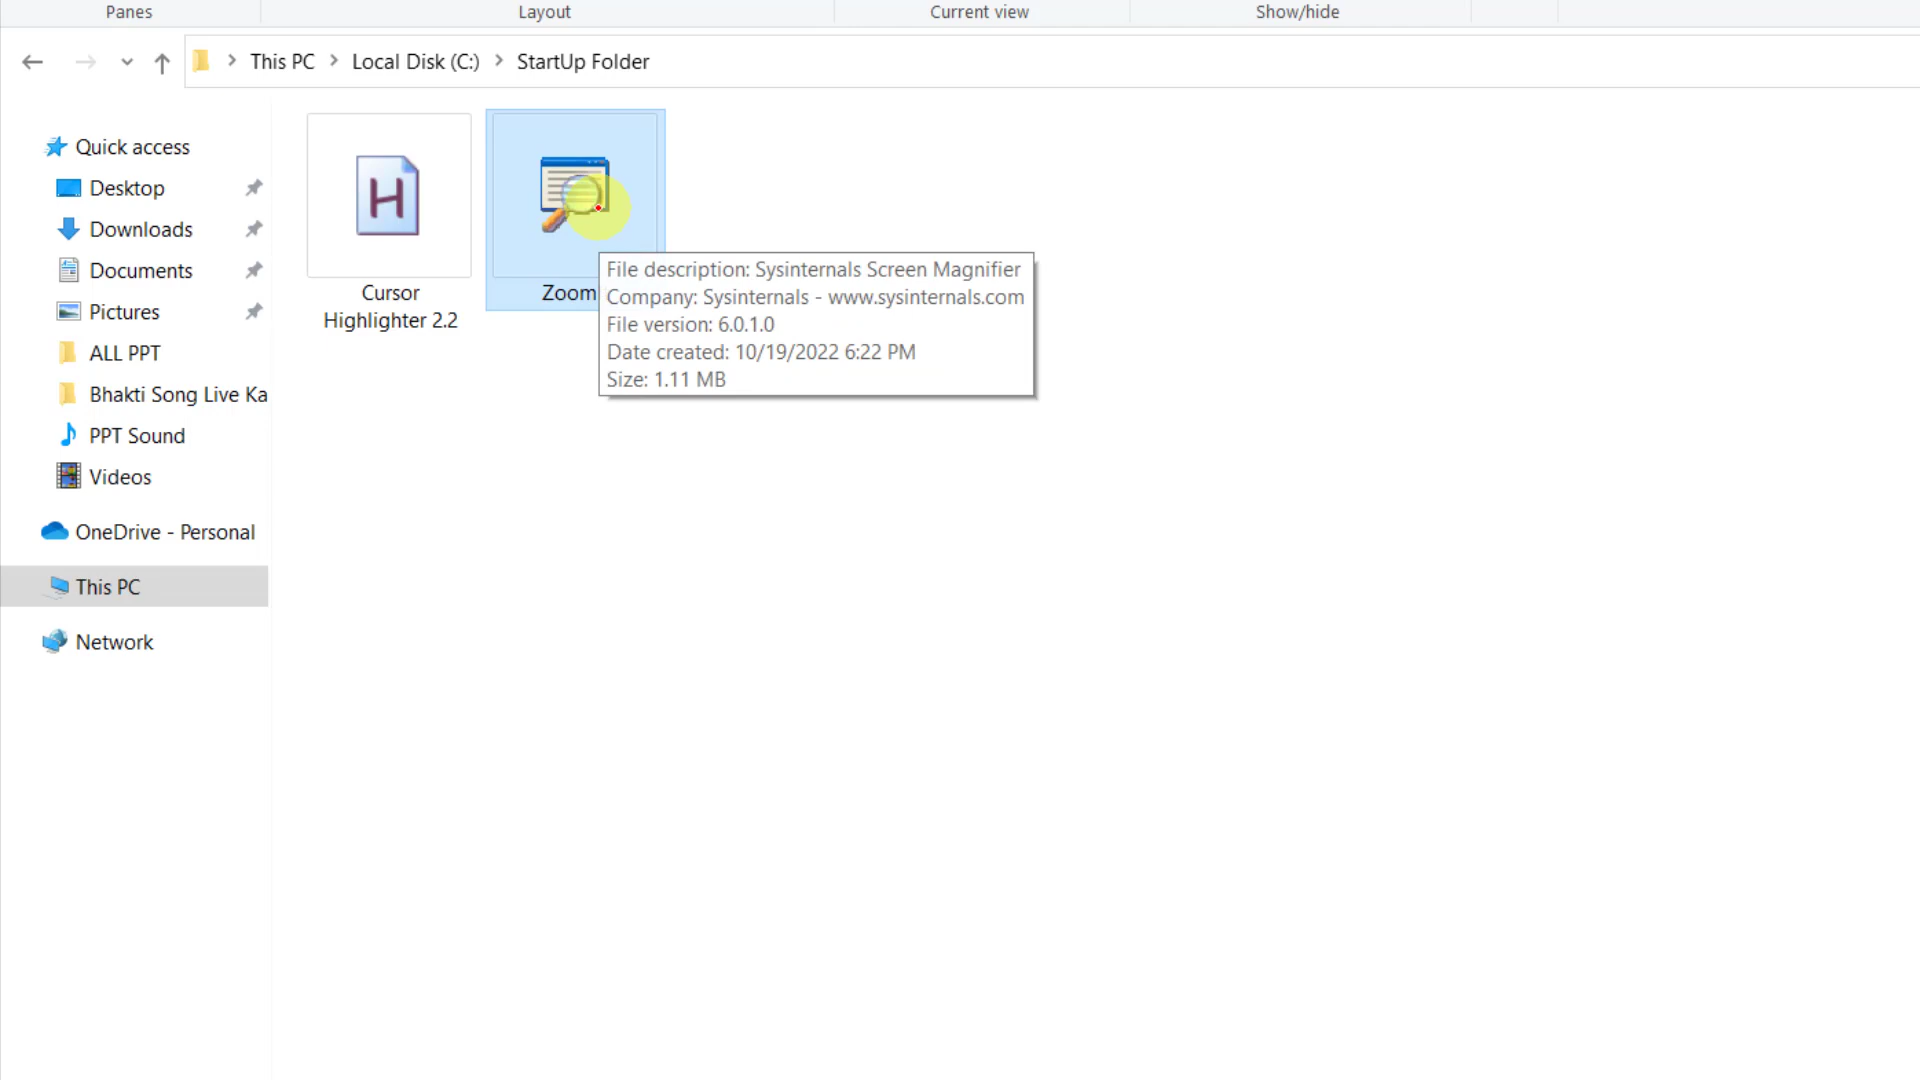 Panes
Layout
Current view
Show/hide
This PC
Local Disk (C:)
StartUp Folder
Quick access
Desktop
Downloads
Documents
Pictures
ALL PPT
Bhakti Song Live Ka
PPT Sound
Videos
OneDrive - Personal
This PC
Network
H
Cursor
Highlighter 2.2
Zoom
File description: Sysinternals Screen Magnifier
Company: Sysinternals - www.sysinternals.com
File version: 6.0.1.0
Date created: 10/19/2022 6:22 PM
Size: 1.11 MB